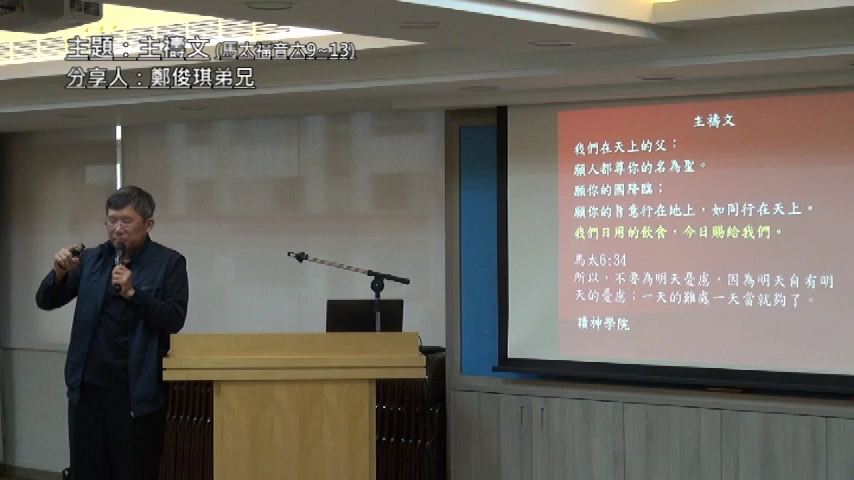 主題：主禱文 (馬太福音六9~13)
分享人：鄭俊琪弟兄
主禱文
我們在天上的父：
願人都尊你的名為聖。
願你的國降臨；
願你的旨意行在地上，如同行在天上。
我們日用的飲食，今日賜給我們。
馬太6:34
所以，不要為明天憂慮，因為明天自有明
天的憂慮；一天的難處一天當就夠了。
讀神學院